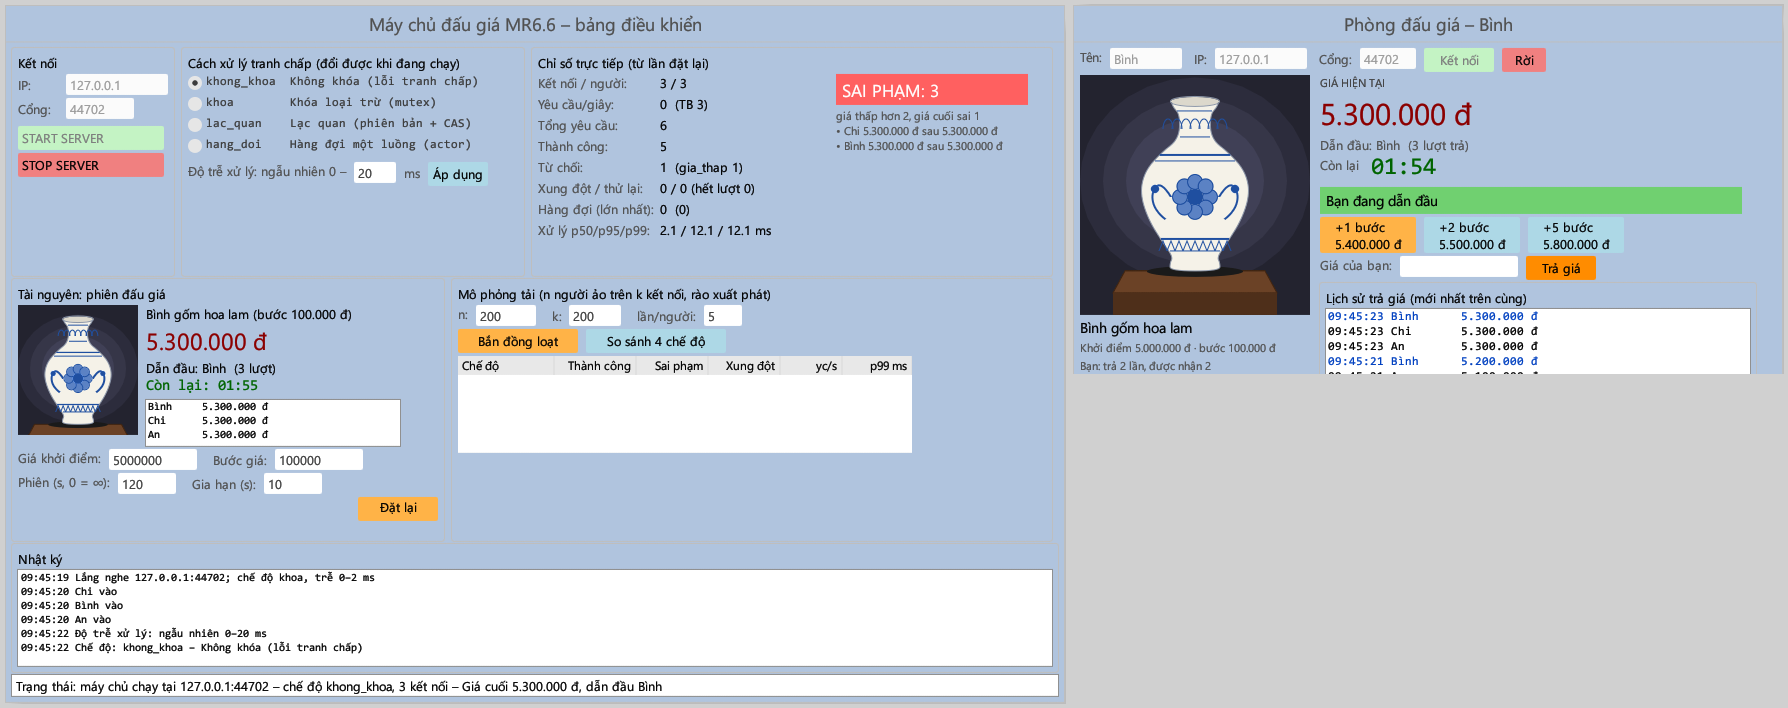 Máy chủ đấu giá MR6.6 – bảng điều khiển
Kết nối
IP: 127.0.0.1
Cổng: 44702
START SERVER
STOP SERVER
Cách xử lý tranh chấp (đổi được khi đang chạy)
khong_khoa Không khóa (lỗi tranh chấp)
khoa Khóa loại trừ (mutex)
lac_quan Lạc quan (phiên bản + CAS)
hang_doi Hàng đợi một luồng (actor)
Độ trễ xử lý: ngẫu nhiên 0 – 20 ms Áp dụng
Chỉ số trực tiếp (từ lần đặt lại)
Kết nối / người: 3 / 3
Yêu cầu/giây: 0 (TB 3)
Tổng yêu cầu: 6
Thành công: 5
Từ chối: 1 (gia_thap 1)
Xung đột / thử lại: 0 / 0 (hết lượt 0)
Hàng đợi (lớn nhất): 0 (0)
Xử lý p50/p95/p99: 2.1 / 12.1 / 12.1 ms
SAI PHẠM: 3
giá thấp hơn 2, giá cuối sai 1
• Chi 5.300.000 đ sau 5.300.000 đ
• Bình 5.300.000 đ sau 5.300.000 đ
Tài nguyên: phiên đấu giá
Bình gốm hoa lam (bước 100.000 đ)
5.300.000 đ
Dẫn đầu: Bình (3 lượt)
Còn lại: 01:55
Bình 5.300.000 đ
Chi 5.300.000 đ
An 5.300.000 đ
Giá khởi điểm: 5000000 Bước giá: 100000
Phiên (s, 0 = ∞): 120 Gia hạn (s): 10
Đặt lại
Mô phỏng tải (n người ảo trên k kết nối, rào xuất phát)
n: 200 k: 200 lần/người: 5
Bắn đồng loạt So sánh 4 chế độ
Chế độ Thành công Sai phạm Xung đột yc/s p99 ms
Nhật ký
09:45:19 Lắng nghe 127.0.0.1:44702; chế độ khoa, trễ 0–2 ms
09:45:20 Chi vào
09:45:20 Bình vào
09:45:20 An vào
09:45:22 Độ trễ xử lý: ngẫu nhiên 0–20 ms
09:45:22 Chế độ: khong_khoa – Không khóa (lỗi tranh chấp)
Trạng thái: máy chủ chạy tại 127.0.0.1:44702 – chế độ khong_khoa, 3 kết nối – Giá cuối 5.300.000 đ, dẫn đầu Bình
Phòng đấu giá – Bình
Tên: Bình IP: 127.0.0.1 Cổng: 44702 Kết nối Rời
GIÁ HIỆN TẠI
5.300.000 đ
Dẫn đầu: Bình (3 lượt trả)
Còn lại 01:54
Bạn đang dẫn đầu
+1 bước +2 bước +5 bước
5.400.000 đ 5.500.000 đ 5.800.000 đ
Giá của bạn: Trả giá
Bình gốm hoa lam
Khởi điểm 5.000.000 đ · bước 100.000 đ
Bạn: trả 2 lần, được nhận 2
Lịch sử trả giá (mới nhất trên cùng)
09:45:23 Bình 5.300.000 đ
09:45:23 Chi 5.300.000 đ
09:45:23 An 5.300.000 đ
09:45:21 Bình 5.200.000 đ